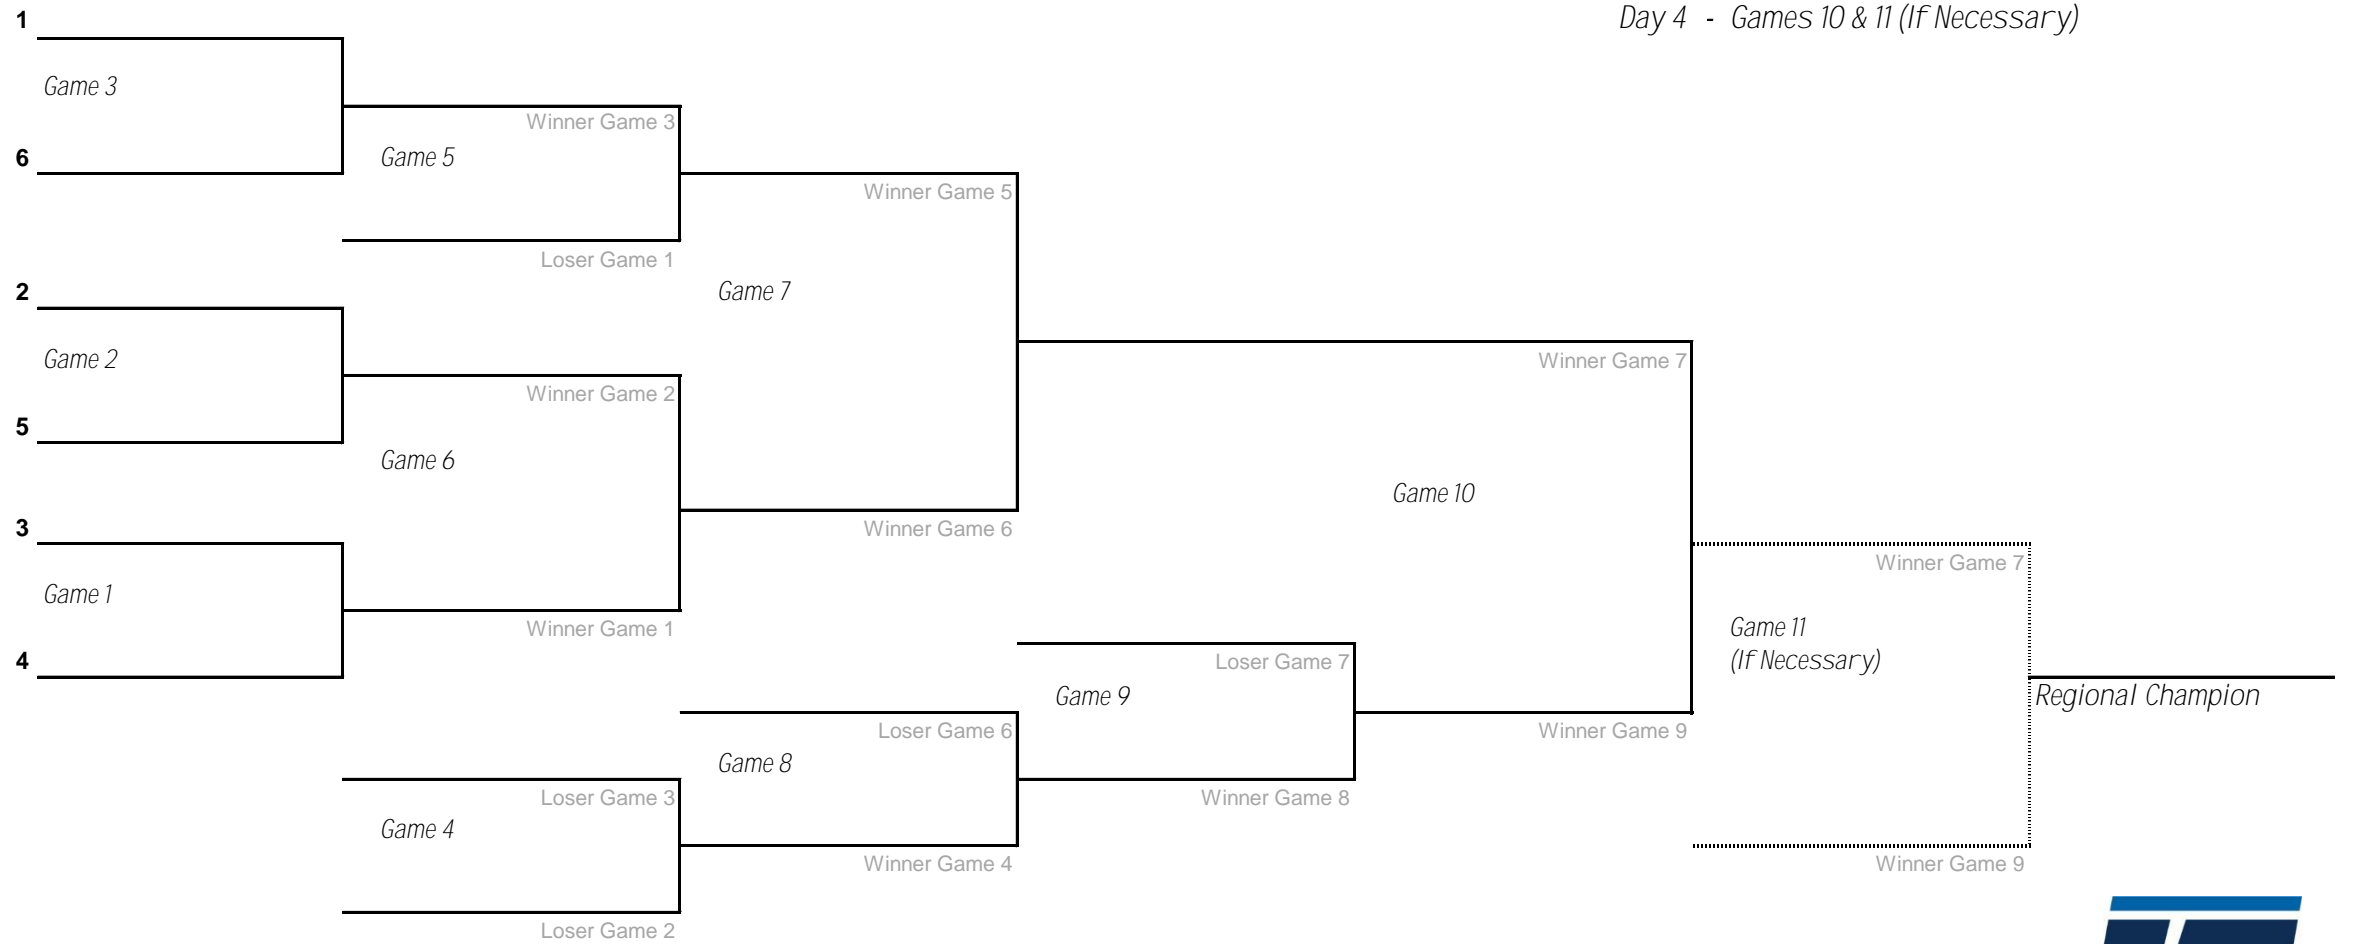 1
Day 4 - Games 10 & 11 (If Necessary)
Game 3
Winner Game 3
6
Game 5
Winner Game 5
Loser Game 1
2
Game 7
Game 2
Winner Game 7
Winner Game 2
5
Game 6
Game 10
3
Winner Game 6
Winner Game 7
Game 1
Winner Game 1
Game 11
(If Necessary)
4
Loser Game 7
Game 9
Regional Champion
Loser Game 6
Winner Game 9
Game 8
Loser Game 3
Winner Game 8
Game 4
Winner Game 4
Winner Game 9
Loser Game 2